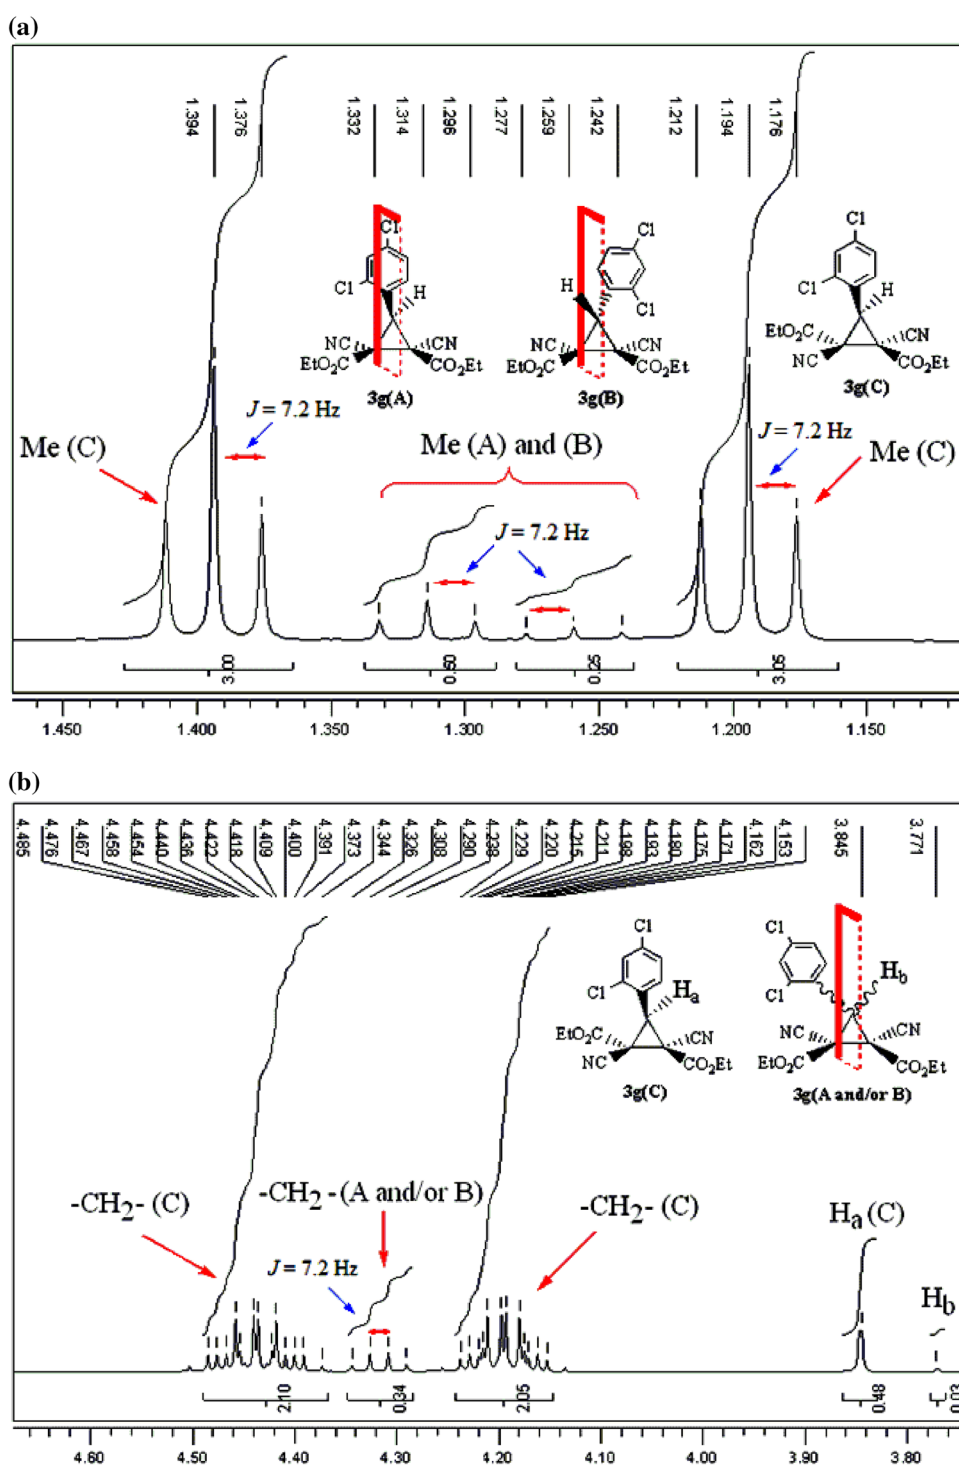 (a)
1.394
1.376
1.332
1.314
1.296
1.277
1.259
1.242
1.212
1.194
1.176
Cl
Cl
H
NC
CN
EtO₂C
CO₂Et
3g(A)
Cl
H
Cl
NC
CN
EtO₂C
CO₂Et
3g(B)
Cl
Cl
H
EtO₂C
CN
NC
CO₂Et
3g(C)
J = 7.2 Hz
Me (C)
Me (A) and (B)
J = 7.2 Hz
J = 7.2 Hz
Me (C)
3.00
0.50
0.25
3.05
1.450
1.400
1.350
1.300
1.250
1.200
1.150
(b)
4.485
4.476
4.467
4.458
4.454
4.440
4.436
4.422
4.418
4.409
4.400
4.391
4.373
4.344
4.326
4.308
4.290
4.238
4.229
4.220
4.215
4.211
4.198
4.193
4.180
4.175
4.171
4.162
4.153
3.845
3.771
Cl
Cl
Hₐ
EtO₂C
CN
NC
CO₂Et
3g(C)
Cl
Cl
H_b
NC
CN
EtO₂C
CO₂Et
3g(A and/or B)
-CH₂- (C)
-CH₂ -(A and/or B)
J = 7.2 Hz
-CH₂- (C)
Hₐ (C)
H_b
2.10
0.34
2.05
0.48
0.03
4.60
4.50
4.40
4.30
4.20
4.10
4.00
3.90
3.80